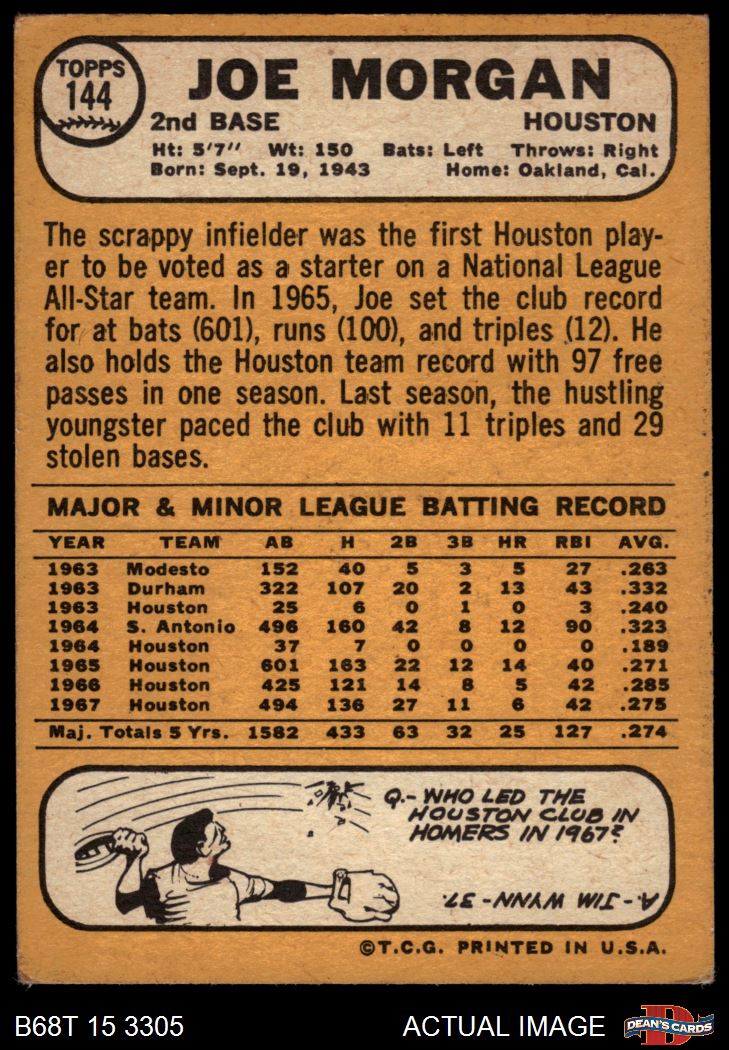 TOPPS
144
JOE MORGAN
2nd BASE HOUSTON
Ht: 5'7" Wt: 150 Bats: Left Throws: Right
Born: Sept. 19, 1943 Home: Oakland, Cal.
The scrappy infielder was the first Houston play-
er to be voted as a starter on a National League
All-Star team. In 1965, Joe set the club record
for at bats (601), runs (100), and triples (12). He
also holds the Houston team record with 97 free
passes in one season. Last season, the hustling
youngster paced the club with 11 triples and 29
stolen bases.
MAJOR & MINOR LEAGUE BATTING RECORD
YEAR TEAM AB H 2B 3B HR RBI AVG.
1963 Modesto 152 40 5 3 5 27 .263
1963 Durham 322 107 20 2 13 43 .332
1963 Houston 25 6 0 1 0 3 .240
1964 S. Antonio 496 160 42 8 12 90 .323
1964 Houston 37 7 0 0 0 0 .189
1965 Houston 601 163 22 12 14 40 .271
1966 Houston 425 121 14 8 5 42 .285
1967 Houston 494 136 27 11 6 42 .275
Maj. Totals 5 Yrs. 1582 433 63 32 25 127 .274
Q.- WHO LED THE
HOUSTON CLUB IN
HOMERS IN 1967?
A.- JIM WYNN - 37.
©T.C.G. PRINTED IN U.S.A.
B68T 15 3305 ACTUAL IMAGE
D
DEAN'S CARDS